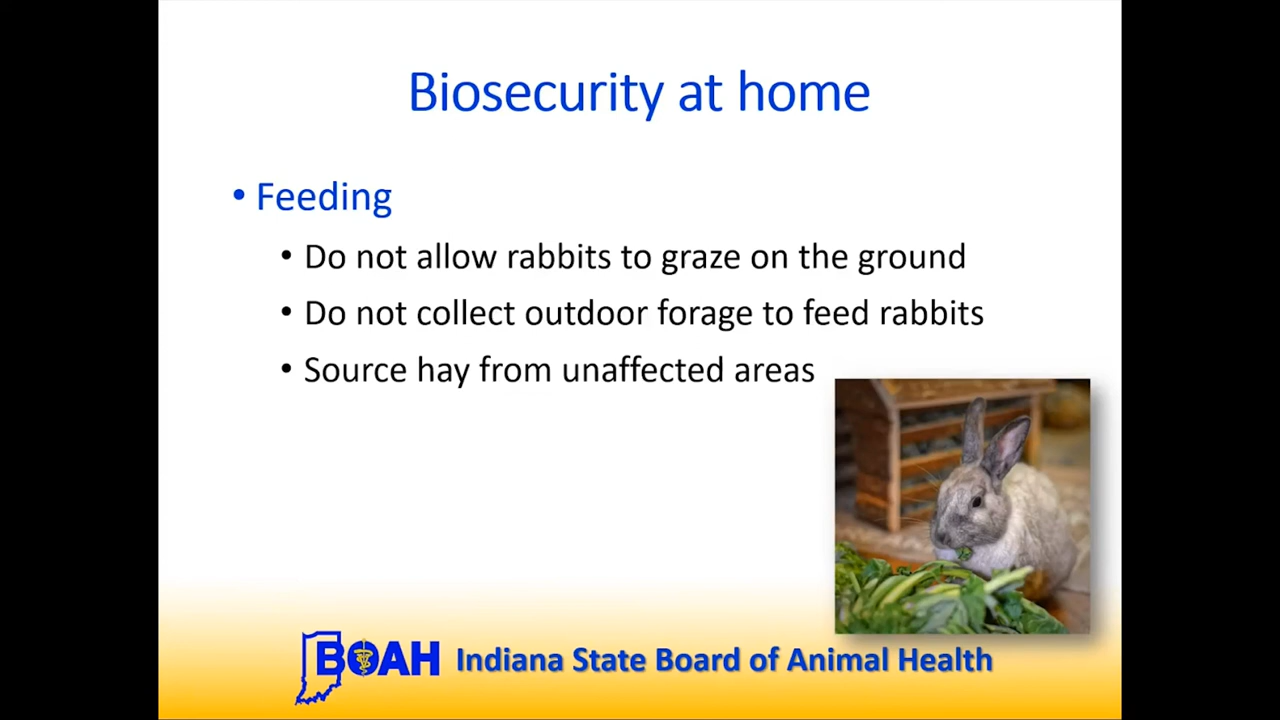 Biosecurity at home
• Feeding
• Do not allow rabbits to graze on the ground
• Do not collect outdoor forage to feed rabbits
• Source hay from unaffected areas
BOAH Indiana State Board of Animal Health